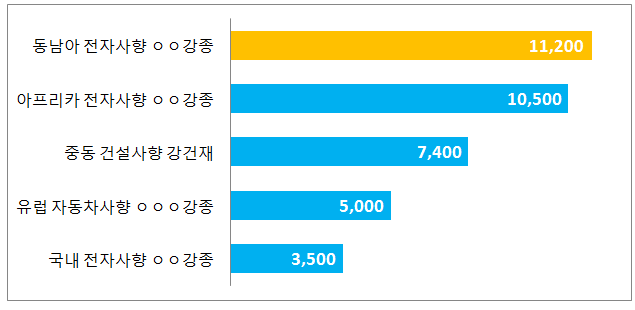 동남아 전자사향 ㅇㅇ강종 11,200
아프리카 전자사향 ㅇㅇ강종 10,500
중동 건설사향 강건재 7,400
유럽 자동차사향 ㅇㅇㅇ강종 5,000
국내 전자사향 ㅇㅇ강종 3,500